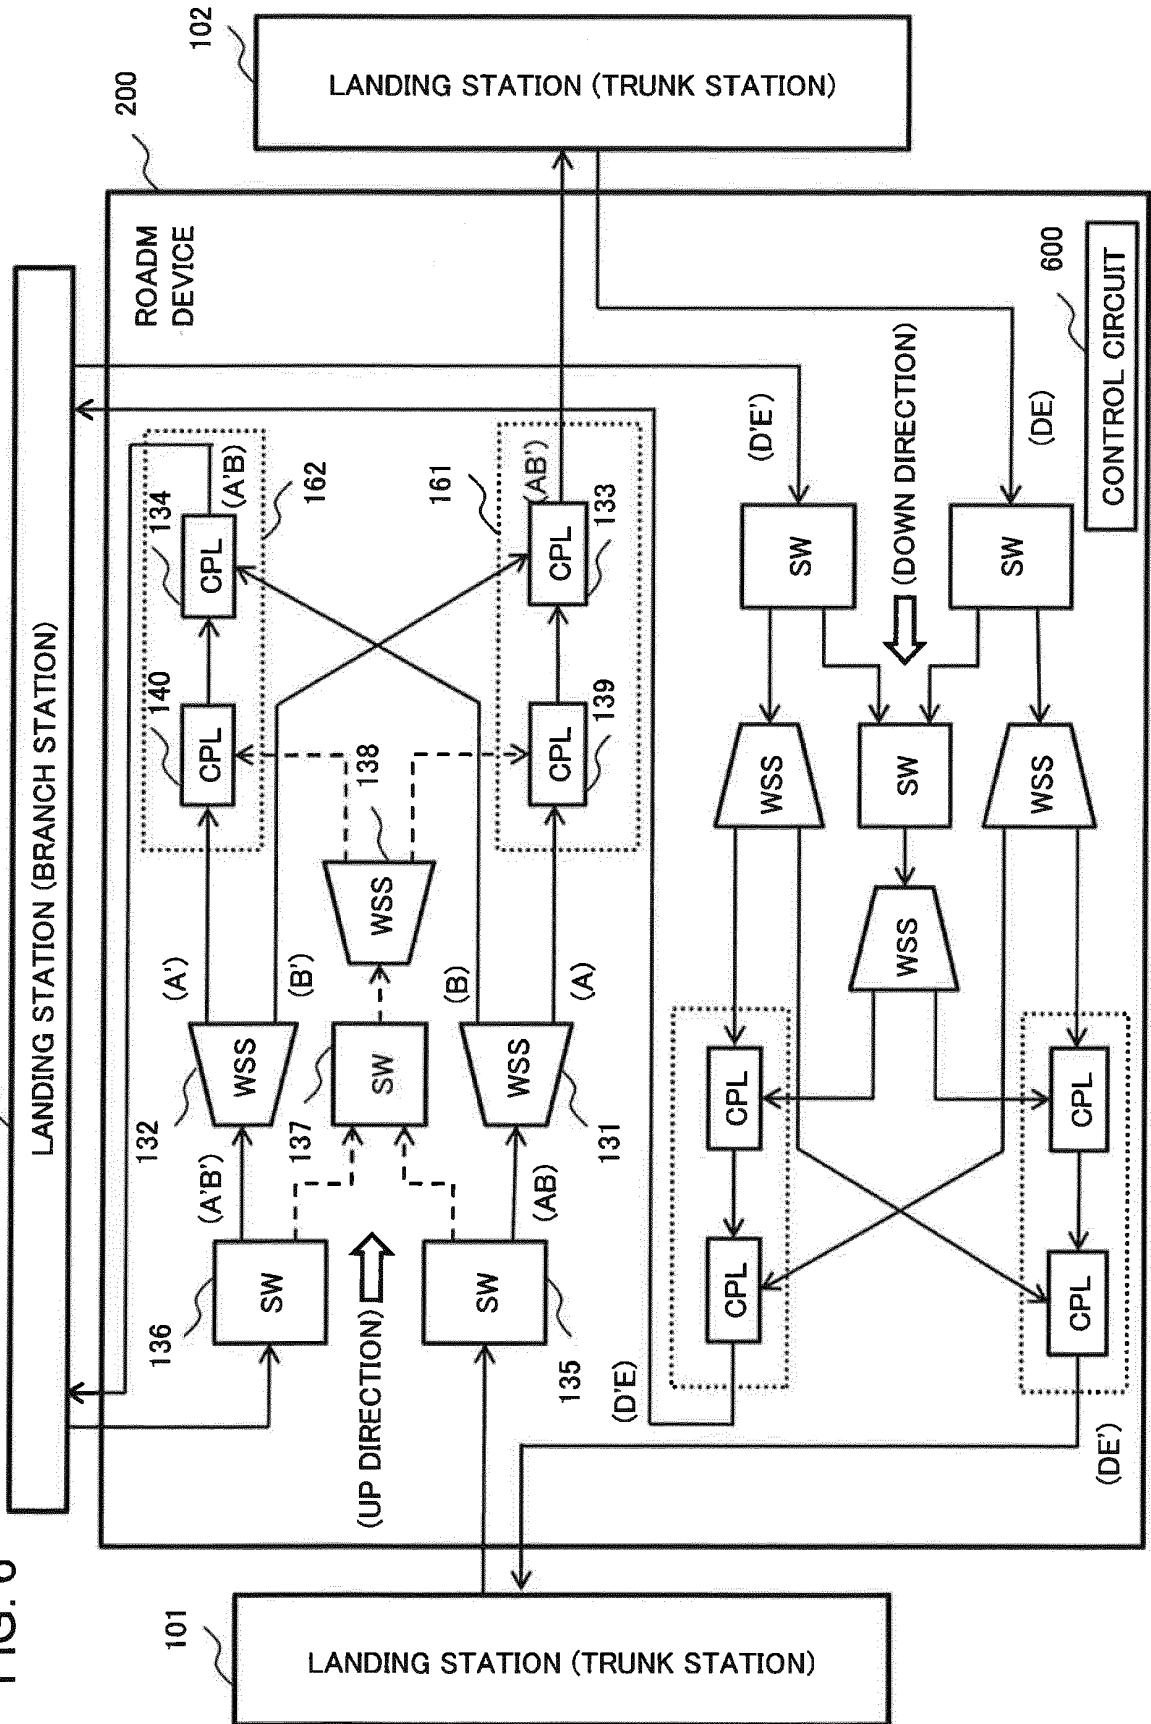 FIG. 6
LANDING STATION (BRANCH STATION)
102
LANDING STATION (TRUNK STATION)
200
ROADM
DEVICE
134
(A'B)
CPL
162
140
CPL
161
(AB')
133
CPL
139
CPL
138
WSS
(A')
(B')
(B)
(A)
132
WSS
137
SW
131
WSS
(A'B')
(AB)
136
SW
135
SW
(UP DIRECTION)
101
LANDING STATION (TRUNK STATION)
600
CONTROL CIRCUIT
(D'E')
(DE)
(DOWN DIRECTION)
SW
SW
SW
WSS
WSS
WSS
CPL
CPL
CPL
CPL
(D'E)
(DE')